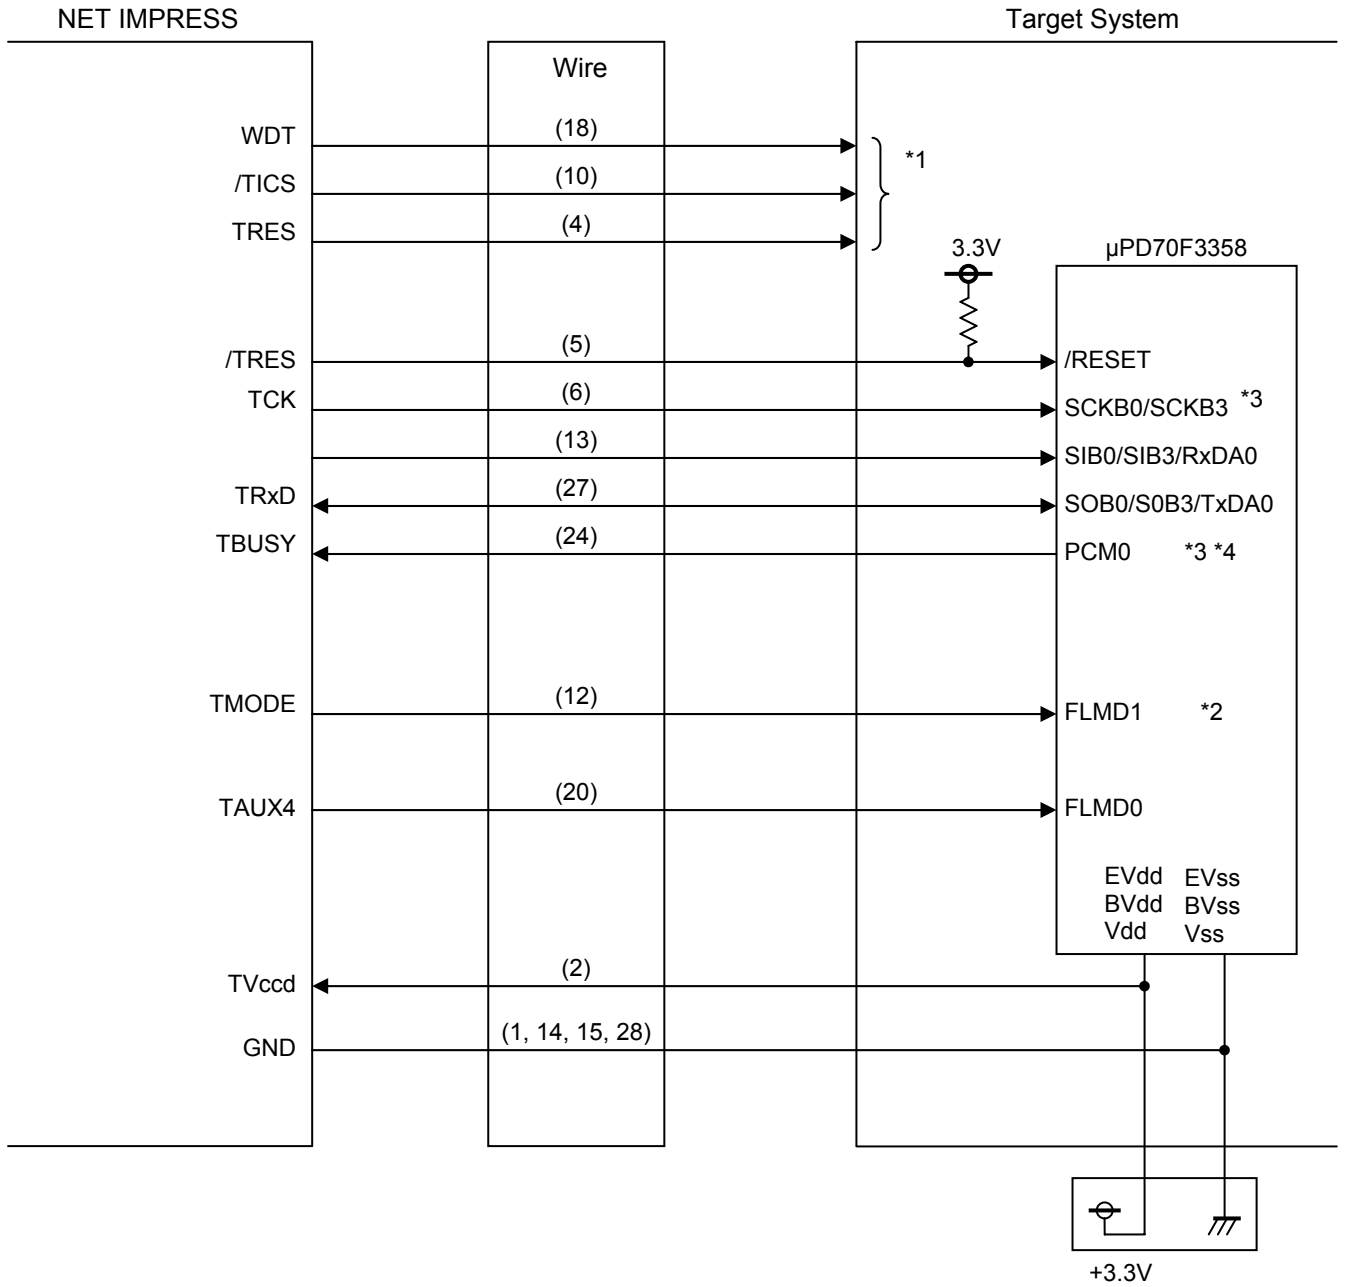 NET IMPRESS
Target System
Wire
WDT (18)
*1
/TICS (10)
TRES (4)
3.3V
µPD70F3358
/TRES (5) /RESET
TCK (6) SCKB0/SCKB3 *3
(13) SIB0/SIB3/RxDA0
TRxD (27) SOB0/S0B3/TxDA0
TBUSY (24) PCM0 *3 *4
TMODE (12) FLMD1 *2
TAUX4 (20) FLMD0
EVdd EVss
BVdd BVss
Vdd Vss
TVccd (2)
GND (1, 14, 15, 28)
+3.3V